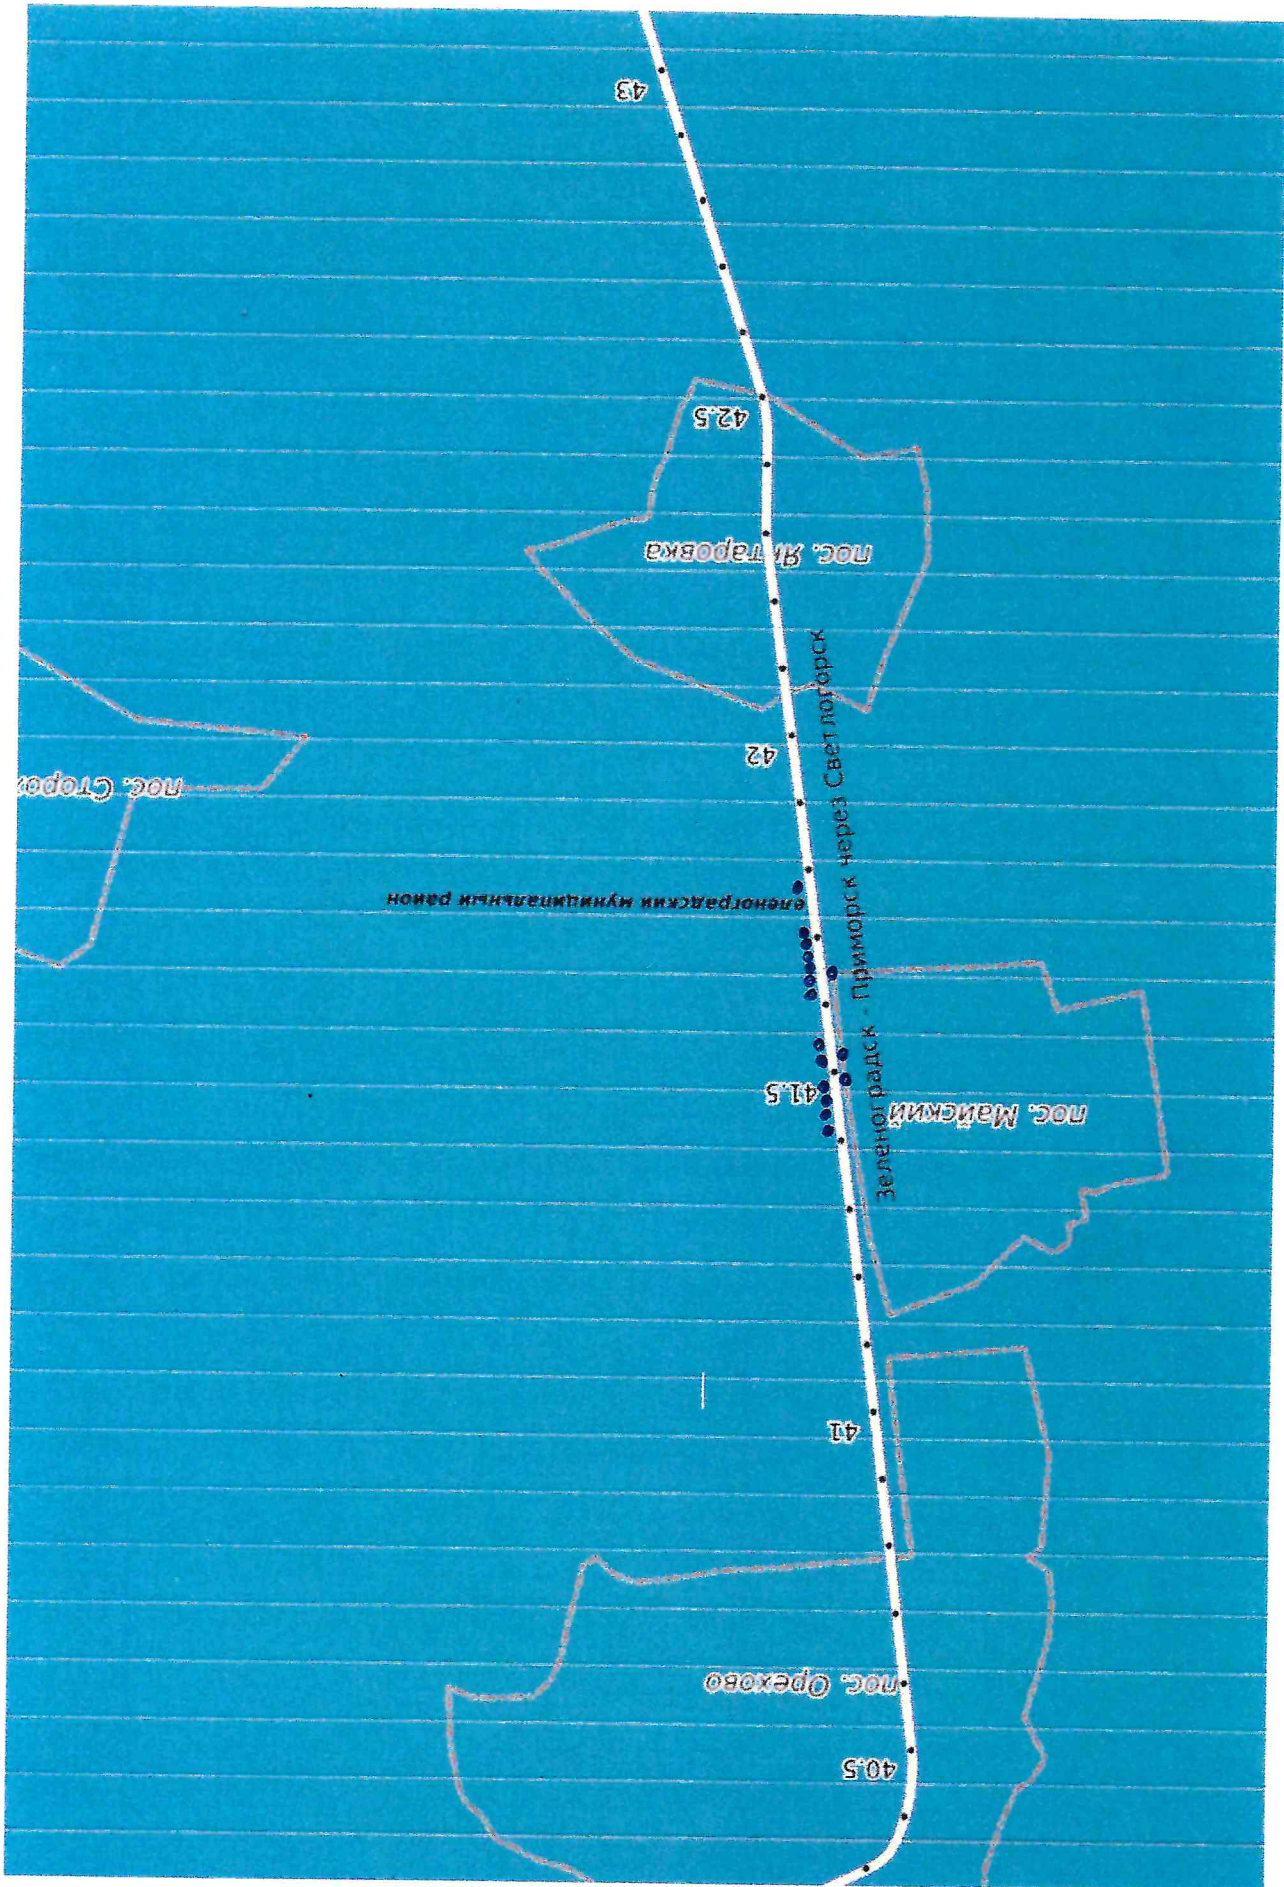 40.5
пос. Орехово
41
пос. Майский
41.5
Зеленоградск - Приморск через Светлогорск
еленоградский муниципальный район
пос. Сторо
42
пос. Янтаровка
42.5
43